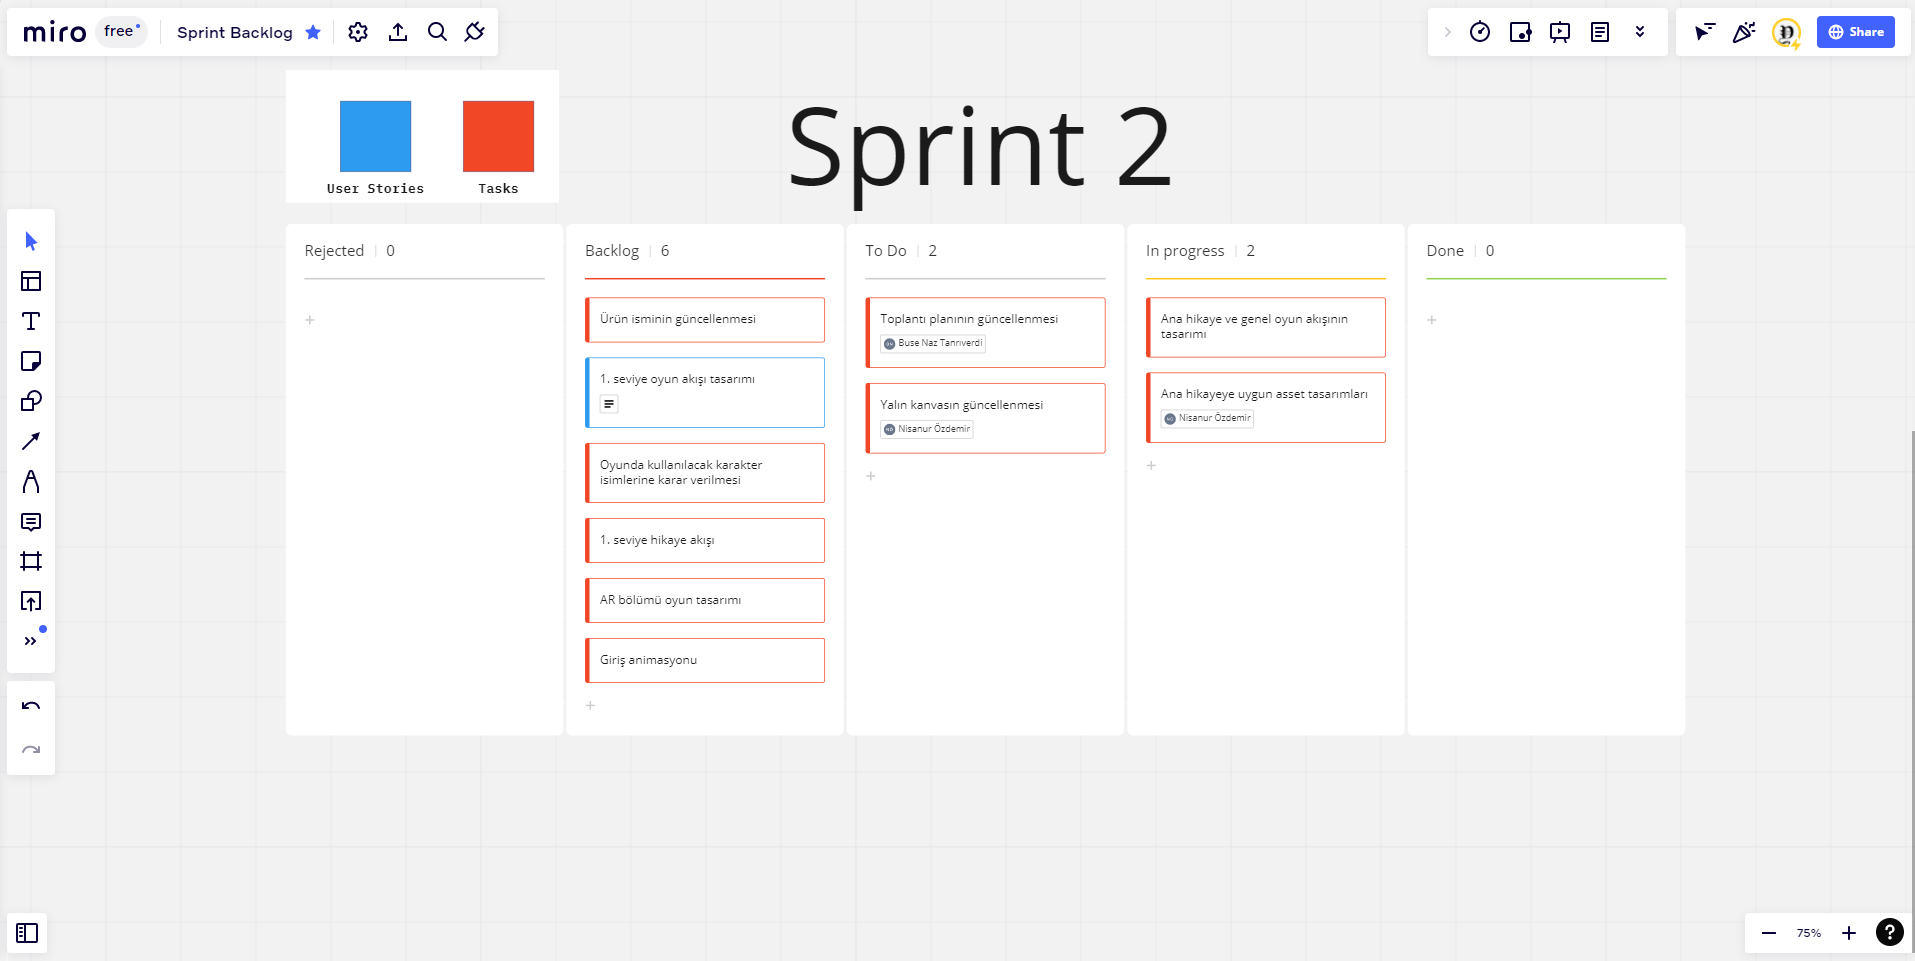 miro free Sprint Backlog
Share
User Stories Tasks
Sprint 2
Rejected 0
Backlog 6
Ürün isminin güncellenmesi
1. seviye oyun akışı tasarımı
Oyunda kullanılacak karakter
isimlerine karar verilmesi
1. seviye hikaye akışı
AR bölümü oyun tasarımı
Giriş animasyonu
To Do 2
Toplantı planının güncellenmesi
Buse Naz Tanrıverdi
Yalın kanvasın güncellenmesi
NÖ Nisanur Özdemir
In progress 2
Ana hikaye ve genel oyun akışının
tasarımı
Ana hikayeye uygun asset tasarımları
NÖ Nisanur Özdemir
Done 0
75%